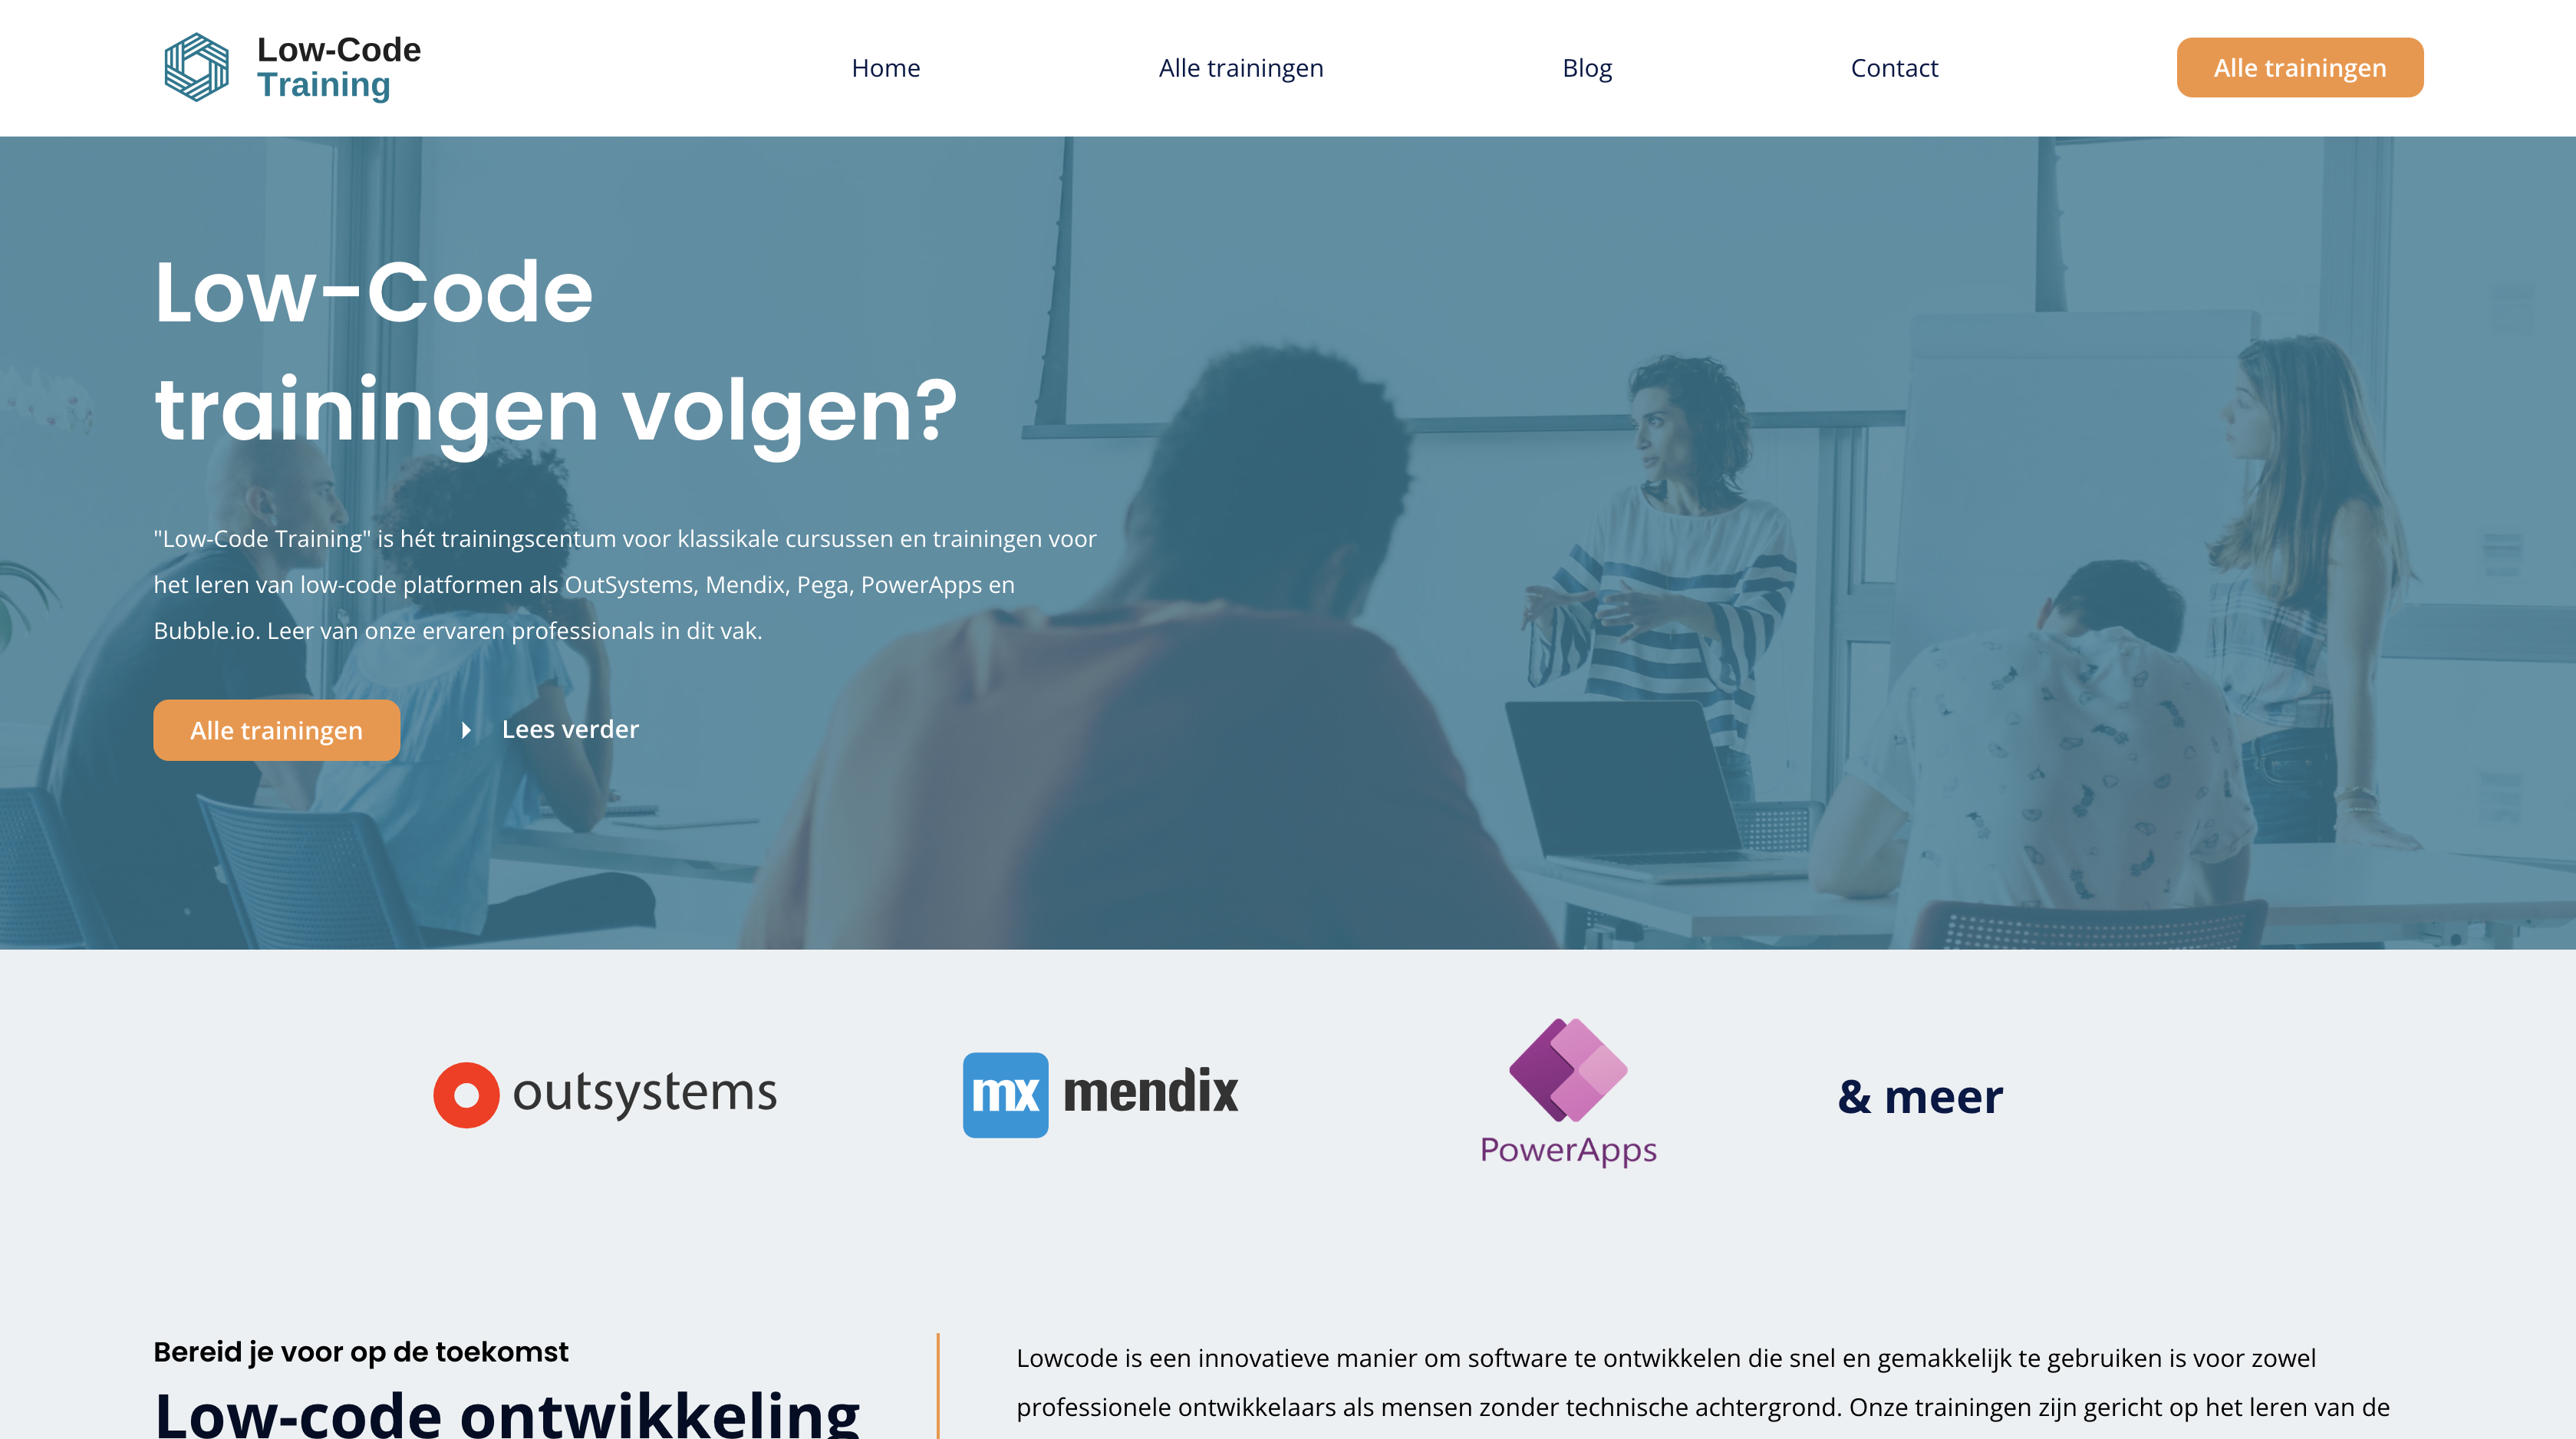 Low-Code
Training
Home
Alle trainingen
Blog
Contact
Alle trainingen
Low-Code
trainingen volgen?
"Low-Code Training" is hét trainingscentum voor klassikale cursussen en trainingen voor
het leren van low-code platformen als OutSystems, Mendix, Pega, PowerApps en
Bubble.io. Leer van onze ervaren professionals in dit vak.
Alle trainingen
Lees verder
outsystems
mx mendix
PowerApps
& meer
Bereid je voor op de toekomst
Low-code ontwikkeling
Lowcode is een innovatieve manier om software te ontwikkelen die snel en gemakkelijk te gebruiken is voor zowel
professionele ontwikkelaars als mensen zonder technische achtergrond. Onze trainingen zijn gericht op het leren van de